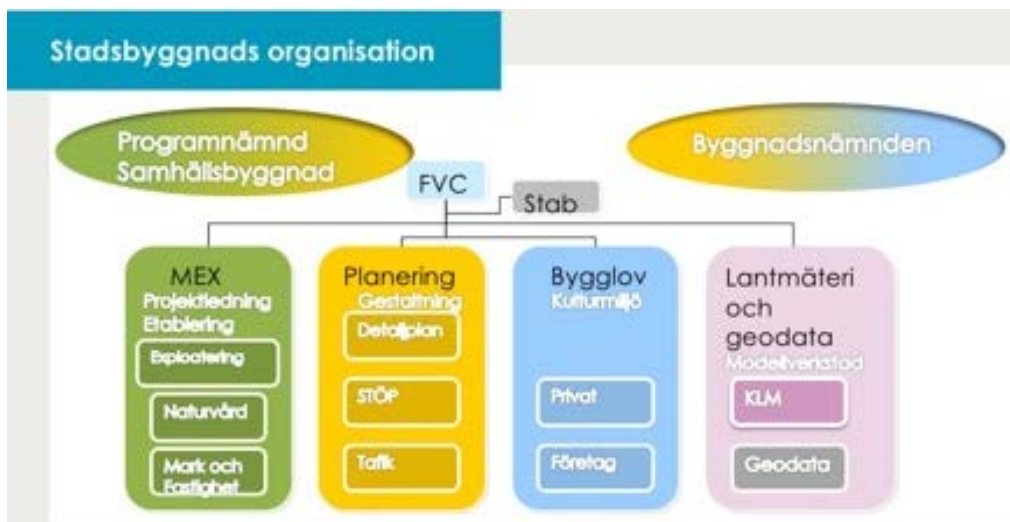 Stadsbyggnads organisation
Programnämnd
Samhällsbyggnad
Byggnadsnämnden
FVC
Stab
MEX
Projektledning
Etablering
Exploatering
Naturvård
Mark och
Fastighet
Planering
Gestaltning
Detaljplan
STÖP
Tafik
Bygglov
Kulturmiljö
Privat
Företag
Lantmäteri
och
geodata
Modellverkstad
KLM
Geodata